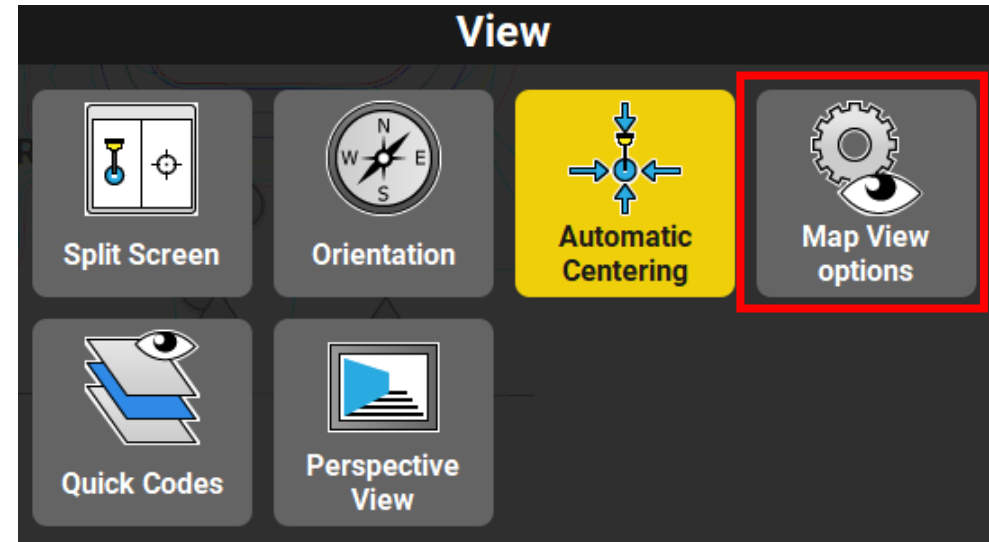 View
Split Screen
N
W
E
S
Orientation
Automatic
Centering
Map View
options
Quick Codes
Perspective
View